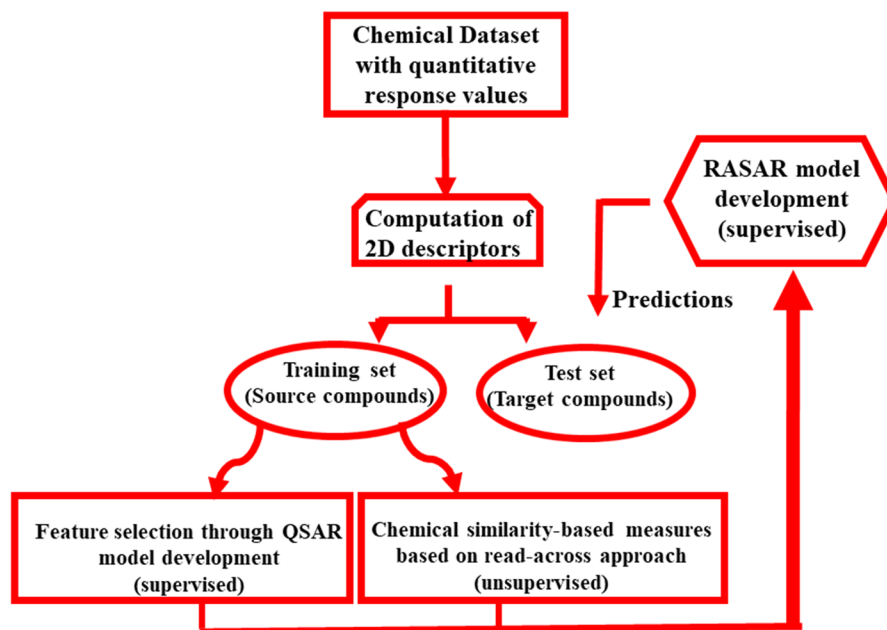 Chemical Dataset
with quantitative
response values
RASAR model
development
(supervised)
Computation of
2D descriptors
Predictions
Training set
(Source compounds)
Test set
(Target compounds)
Feature selection through QSAR
model development
(supervised)
Chemical similarity-based measures
based on read-across approach
(unsupervised)